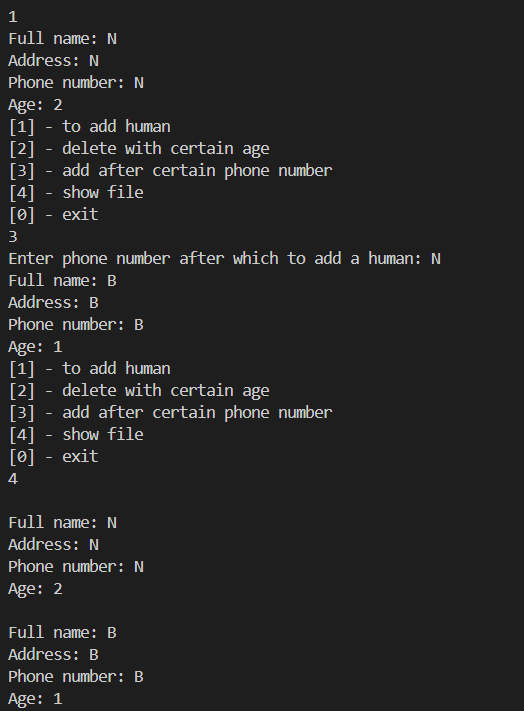 1
Full name: N
Address: N
Phone number: N
Age: 2
[1] - to add human
[2] - delete with certain age
[3] - add after certain phone number
[4] - show file
[0] - exit
3
Enter phone number after which to add a human: N
Full name: B
Address: B
Phone number: B
Age: 1
[1] - to add human
[2] - delete with certain age
[3] - add after certain phone number
[4] - show file
[0] - exit
4

Full name: N
Address: N
Phone number: N
Age: 2

Full name: B
Address: B
Phone number: B
Age: 1